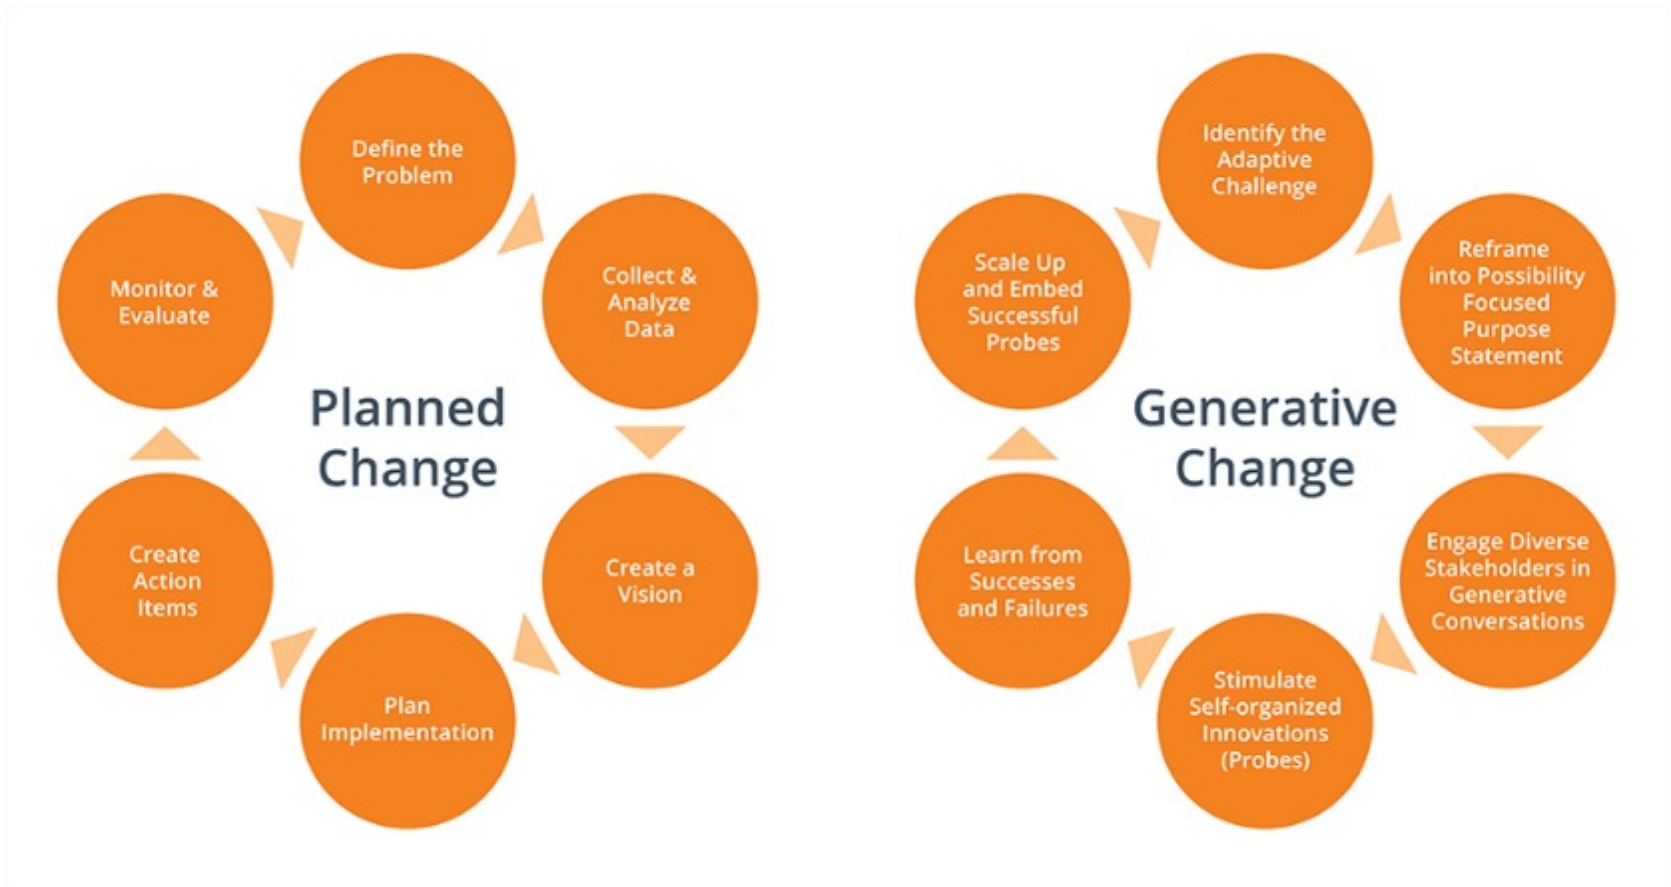 Define the
Problem
Collect &
Analyze
Data
Create a
Vision
Plan
Implementation
Create
Action
Items
Monitor &
Evaluate
Planned
Change
Identify the
Adaptive
Challenge
Reframe
into Possibility
Focused
Purpose
Statement
Engage Diverse
Stakeholders in
Generative
Conversations
Stimulate
Self-organized
Innovations
(Probes)
Learn from
Successes
and Failures
Scale Up
and Embed
Successful
Probes
Generative
Change